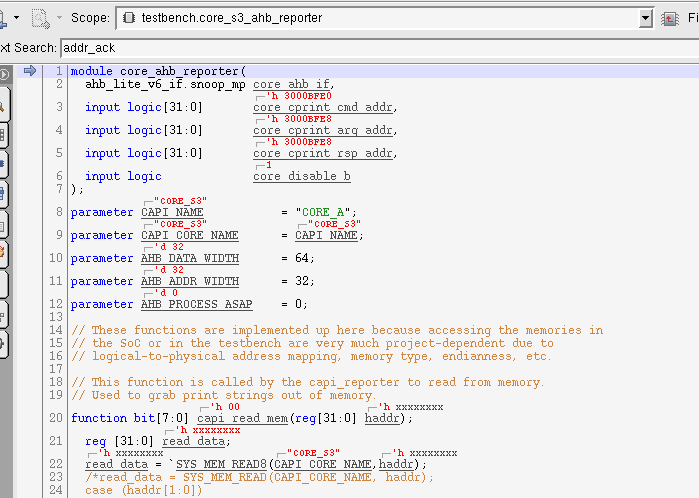 Scope: testbench.core_s3_ahb_reporter Fi
xt Search: addr_ack
1 module core_ahb_reporter(
2 ahb_lite_v6_if.snoop_mp core_ahb_if,
'h 3000BFE0
3 input logic[31:0] core_cprint_cmd_addr,
'h 3000BFE8
4 input logic[31:0] core_cprint_arg_addr,
'h 3000BFE8
5 input logic[31:0] core_cprint_rsp_addr,
1
6 input logic core_disable_b
7 );
"CORE_S3"
8 parameter CAPI_NAME = "CORE_A";
"CORE_S3" "CORE_S3"
9 parameter CAPI_CORE_NAME = CAPI_NAME;
'd 32
10 parameter AHB_DATA_WIDTH = 64;
'd 32
11 parameter AHB_ADDR_WIDTH = 32;
'd 0
12 parameter AHB_PROCESS_ASAP = 0;
13
14 // These functions are implemented up here because accessing the memories in
15 // the SoC or in the testbench are very much project-dependent due to
16 // logical-to-physical address mapping, memory type, endianness, etc.
17
18 // This function is called by the capi_reporter to read from memory.
19 // Used to grab print strings out of memory.
'h 00 'h xxxxxxxx
20 function bit[7:0] capi_read_mem(reg[31:0] haddr);
'h xxxxxxxx
21 reg [31:0] read_data;
'h xxxxxxxx "CORE_S3" 'h xxxxxxxx
22 read_data = `SYS_MEM_READ8(CAPI_CORE_NAME,haddr);
23 /*read_data = SYS_MEM_READ(CAPI_CORE_NAME, haddr);
24 case (haddr[1:0])